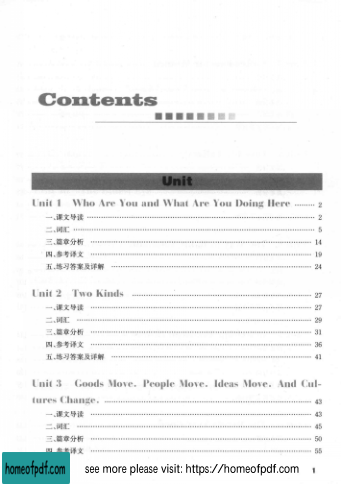 Contents
Unit
Unit 1 Who Are You and What Are You Doing Here ········ 2
一、课文导读 ········ 2
二、词汇 ········ 5
三、篇章分析 ········ 14
四、参考译文 ········ 19
五、练习答案及详解 ········ 24
Unit 2 Two Kinds ········ 27
一、课文导读 ········ 27
二、词汇 ········ 29
三、篇章分析 ········ 31
四、参考译文 ········ 36
五、练习答案及详解 ········ 41
Unit 3 Goods Move. People Move. Ideas Move. And Cul-
tures Change. ········ 43
一、课文导读 ········ 43
二、词汇 ········ 45
三、篇章分析 ········ 50
四、参考译文 ········ 55
homeofpdf.com see more please visit: https://homeofpdf.com 1